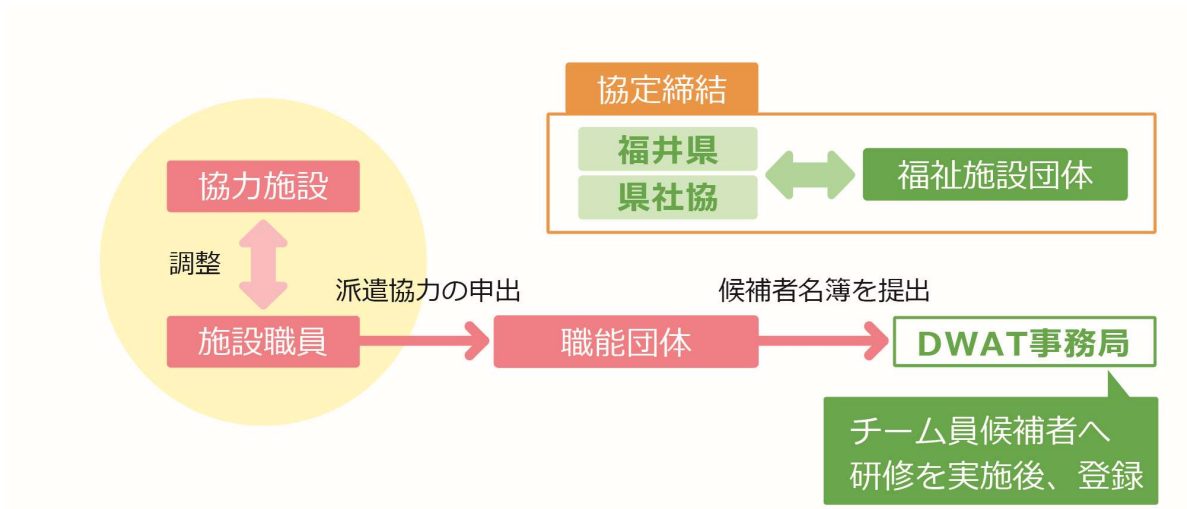 協定締結
福井県
県社協
福祉施設団体
協力施設
調整
施設職員
派遣協力の申出
職能団体
候補者名簿を提出
DWAT事務局
チーム員候補者へ
研修を実施後、登録